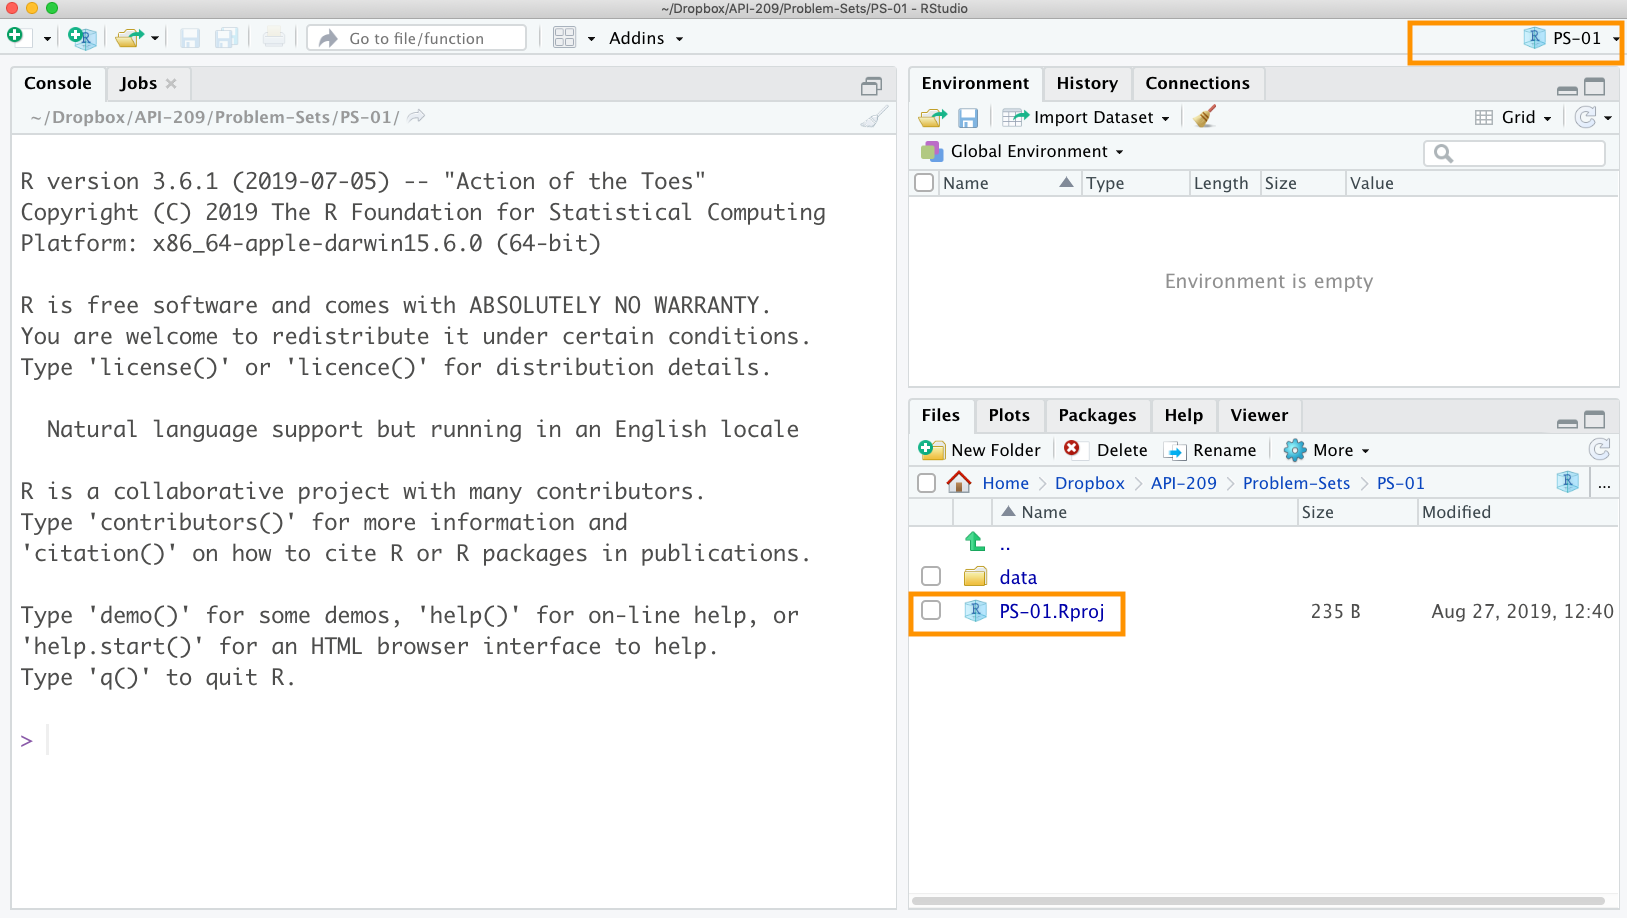 ~/Dropbox/API-209/Problem-Sets/PS-01 - RStudio
Go to file/function
Addins
PS-01
Console
Jobs
~/Dropbox/API-209/Problem-Sets/PS-01/
R version 3.6.1 (2019-07-05) -- "Action of the Toes"
Copyright (C) 2019 The R Foundation for Statistical Computing
Platform: x86_64-apple-darwin15.6.0 (64-bit)
R is free software and comes with ABSOLUTELY NO WARRANTY.
You are welcome to redistribute it under certain conditions.
Type 'license()' or 'licence()' for distribution details.
Natural language support but running in an English locale
R is a collaborative project with many contributors.
Type 'contributors()' for more information and
'citation()' on how to cite R or R packages in publications.
Type 'demo()' for some demos, 'help()' for on-line help, or
'help.start()' for an HTML browser interface to help.
Type 'q()' to quit R.
>
Environment
History
Connections
Import Dataset
Grid
Global Environment
Name Type Length Size Value
Environment is empty
Files
Plots
Packages
Help
Viewer
New Folder
Delete
Rename
More
Home > Dropbox > API-209 > Problem-Sets > PS-01
R
...
Name Size Modified
..
data
PS-01.Rproj 235 B Aug 27, 2019, 12:40